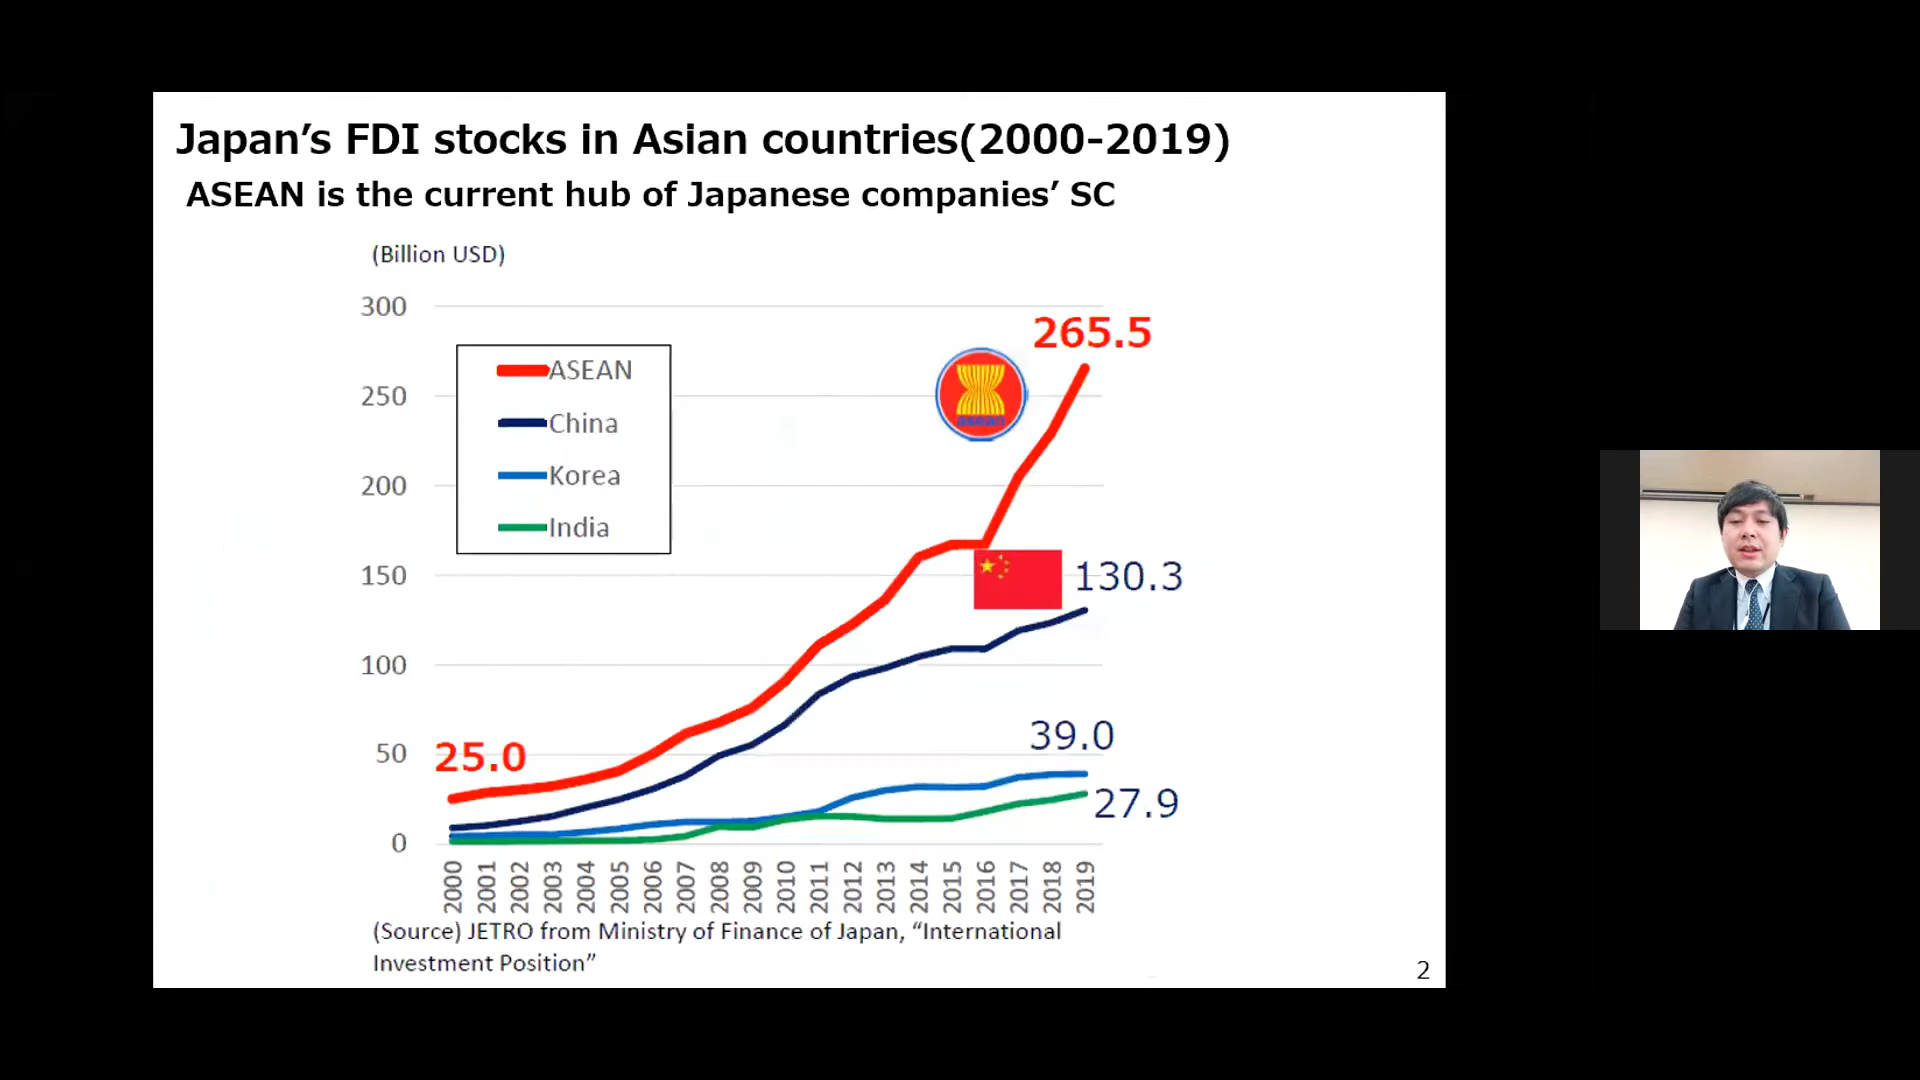 Japan’s FDI stocks in Asian countries(2000-2019)
ASEAN is the current hub of Japanese companies’ SC
(Billion USD)
300
250
200
150
100
50
0
ASEAN
China
Korea
India
265.5
asean
130.3
39.0
27.9
25.0
2000 2001 2002 2003 2004 2005 2006 2007 2008 2009 2010 2011 2012 2013 2014 2015 2016 2017 2018 2019
(Source) JETRO from Ministry of Finance of Japan, “International
Investment Position”
2